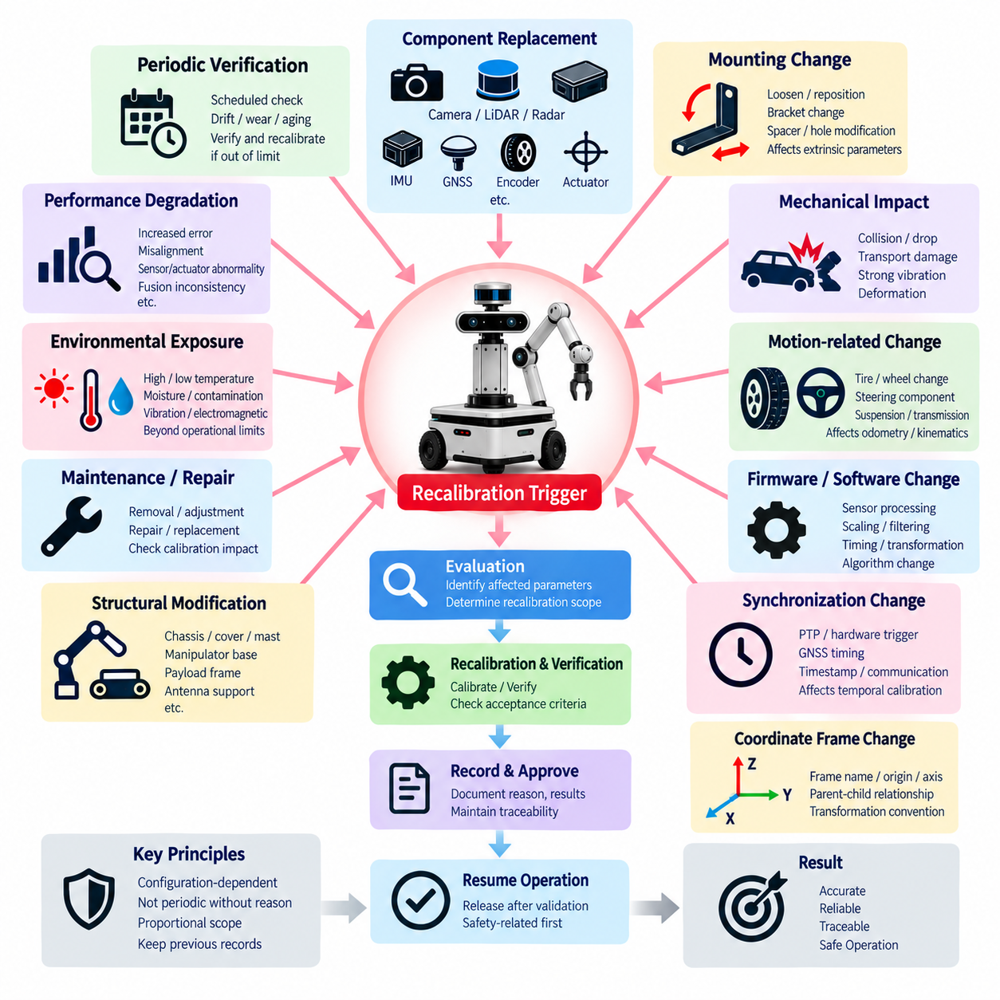 Component Replacement
Camera / LiDAR / Radar
IMU
GNSS
Encoder
Actuator
etc.
Periodic Verification
Scheduled check
Drift / wear / aging
Verify and recalibrate
if out of limit
Mounting Change
Loosen / reposition
Bracket change
Spacer / hole modification
Affects extrinsic parameters
Performance Degradation
Increased error
Misalignment
Sensor/actuator abnormality
Fusion inconsistency
etc.
Mechanical Impact
Collision / drop
Transport damage
Strong vibration
Deformation
Environmental Exposure
High / low temperature
Moisture / contamination
Vibration / electromagnetic
Beyond operational limits
Motion-related Change
Tire / wheel change
Steering component
Suspension / transmission
Affects odometry / kinematics
Maintenance / Repair
Removal / adjustment
Repair / replacement
Check calibration impact
Recalibration Trigger
Firmware / Software Change
Sensor processing
Scaling / filtering
Timing / transformation
Algorithm change
Structural Modification
Chassis / cover / mast
Manipulator base
Payload frame
Antenna support
etc.
Evaluation
Identify affected parameters
Determine recalibration scope
Synchronization Change
PTP / hardware trigger
GNSS timing
Timestamp / communication
Affects temporal calibration
Recalibration & Verification
Calibrate / Verify
Check acceptance criteria
Coordinate Frame Change
Z
Y
X
Frame name / origin / axis
Parent-child relationship
Transformation convention
Record & Approve
Document reason, results
Maintain traceability
Key Principles
Configuration-dependent
Not periodic without reason
Proportional scope
Keep previous records
Resume Operation
Release after validation
Safety-related first
Result
Accurate
Reliable
Traceable
Safe Operation